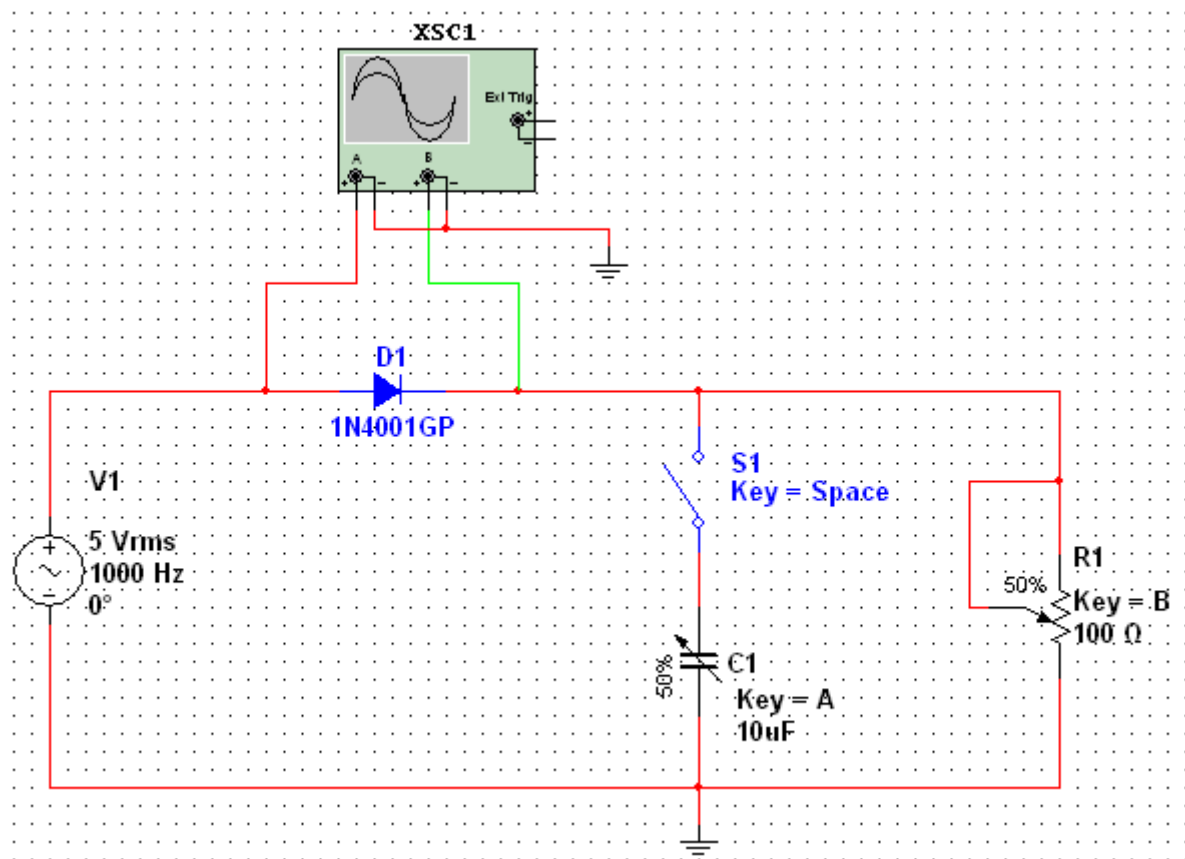 XSC1
Ext Trig
+
-
A
B
+ -
+ -
D1
1N4001GP
V1
+
-
5 Vrms
1000 Hz
0°
S1
Key = Space
50%
C1
Key = A
10uF
50%
R1
Key = B
100 Ω